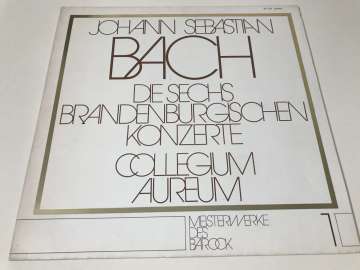 JOHANN SEBASTIAN
BACH
DIE SECHS
BRANDENBURGISCHEN
KONZERTE
COLLEGIUM
AUREUM
MEISTERWERKE
DES
BAROCK
1